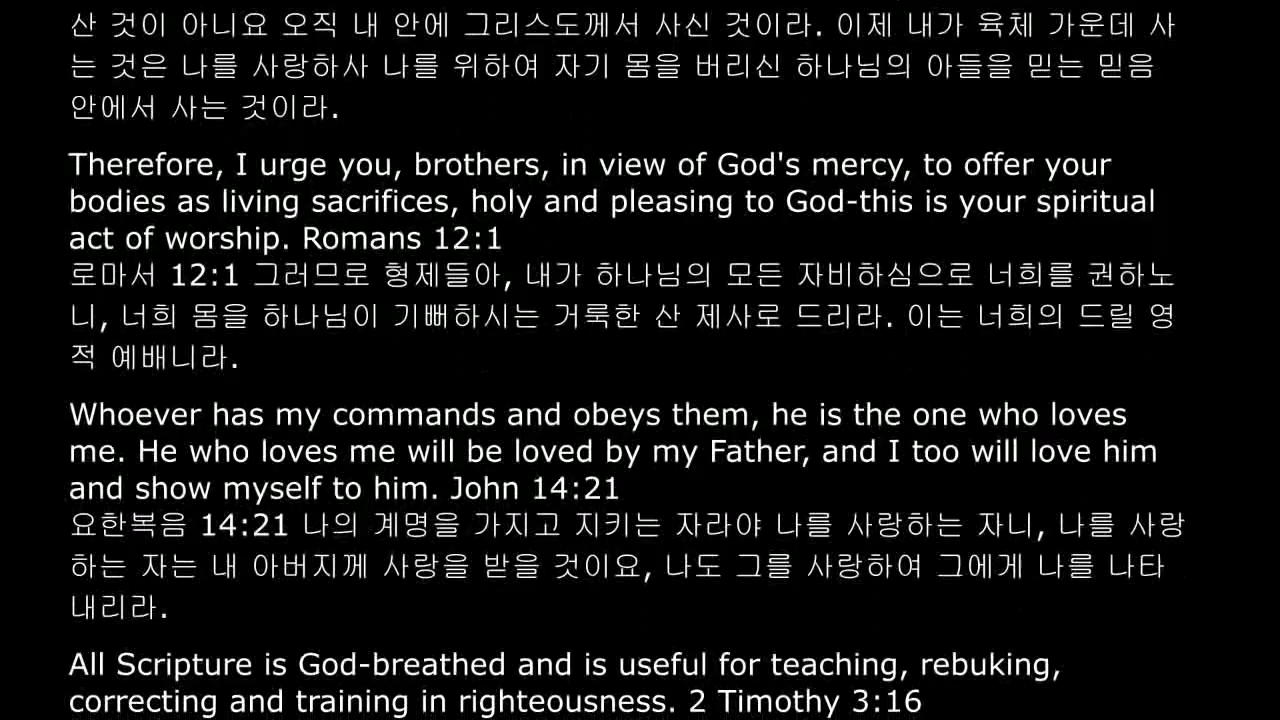 산 것이 아니요 오직 내 안에 그리스도께서 사신 것이라. 이제 내가 육체 가운데 사
는 것은 나를 사랑하사 나를 위하여 자기 몸을 버리신 하나님의 아들을 믿는 믿음
안에서 사는 것이라.
Therefore, I urge you, brothers, in view of God's mercy, to offer your
bodies as living sacrifices, holy and pleasing to God-this is your spiritual
act of worship. Romans 12:1
로마서 12:1 그러므로 형제들아, 내가 하나님의 모든 자비하심으로 너희를 권하노
니, 너희 몸을 하나님이 기뻐하시는 거룩한 산 제사로 드리라. 이는 너희의 드릴 영
적 예배니라.
Whoever has my commands and obeys them, he is the one who loves
me. He who loves me will be loved by my Father, and I too will love him
and show myself to him. John 14:21
요한복음 14:21 나의 계명을 가지고 지키는 자라야 나를 사랑하는 자니, 나를 사랑
하는 자는 내 아버지께 사랑을 받을 것이요, 나도 그를 사랑하여 그에게 나를 나타
내리라.
All Scripture is God-breathed and is useful for teaching, rebuking,
correcting and training in righteousness. 2 Timothy 3:16